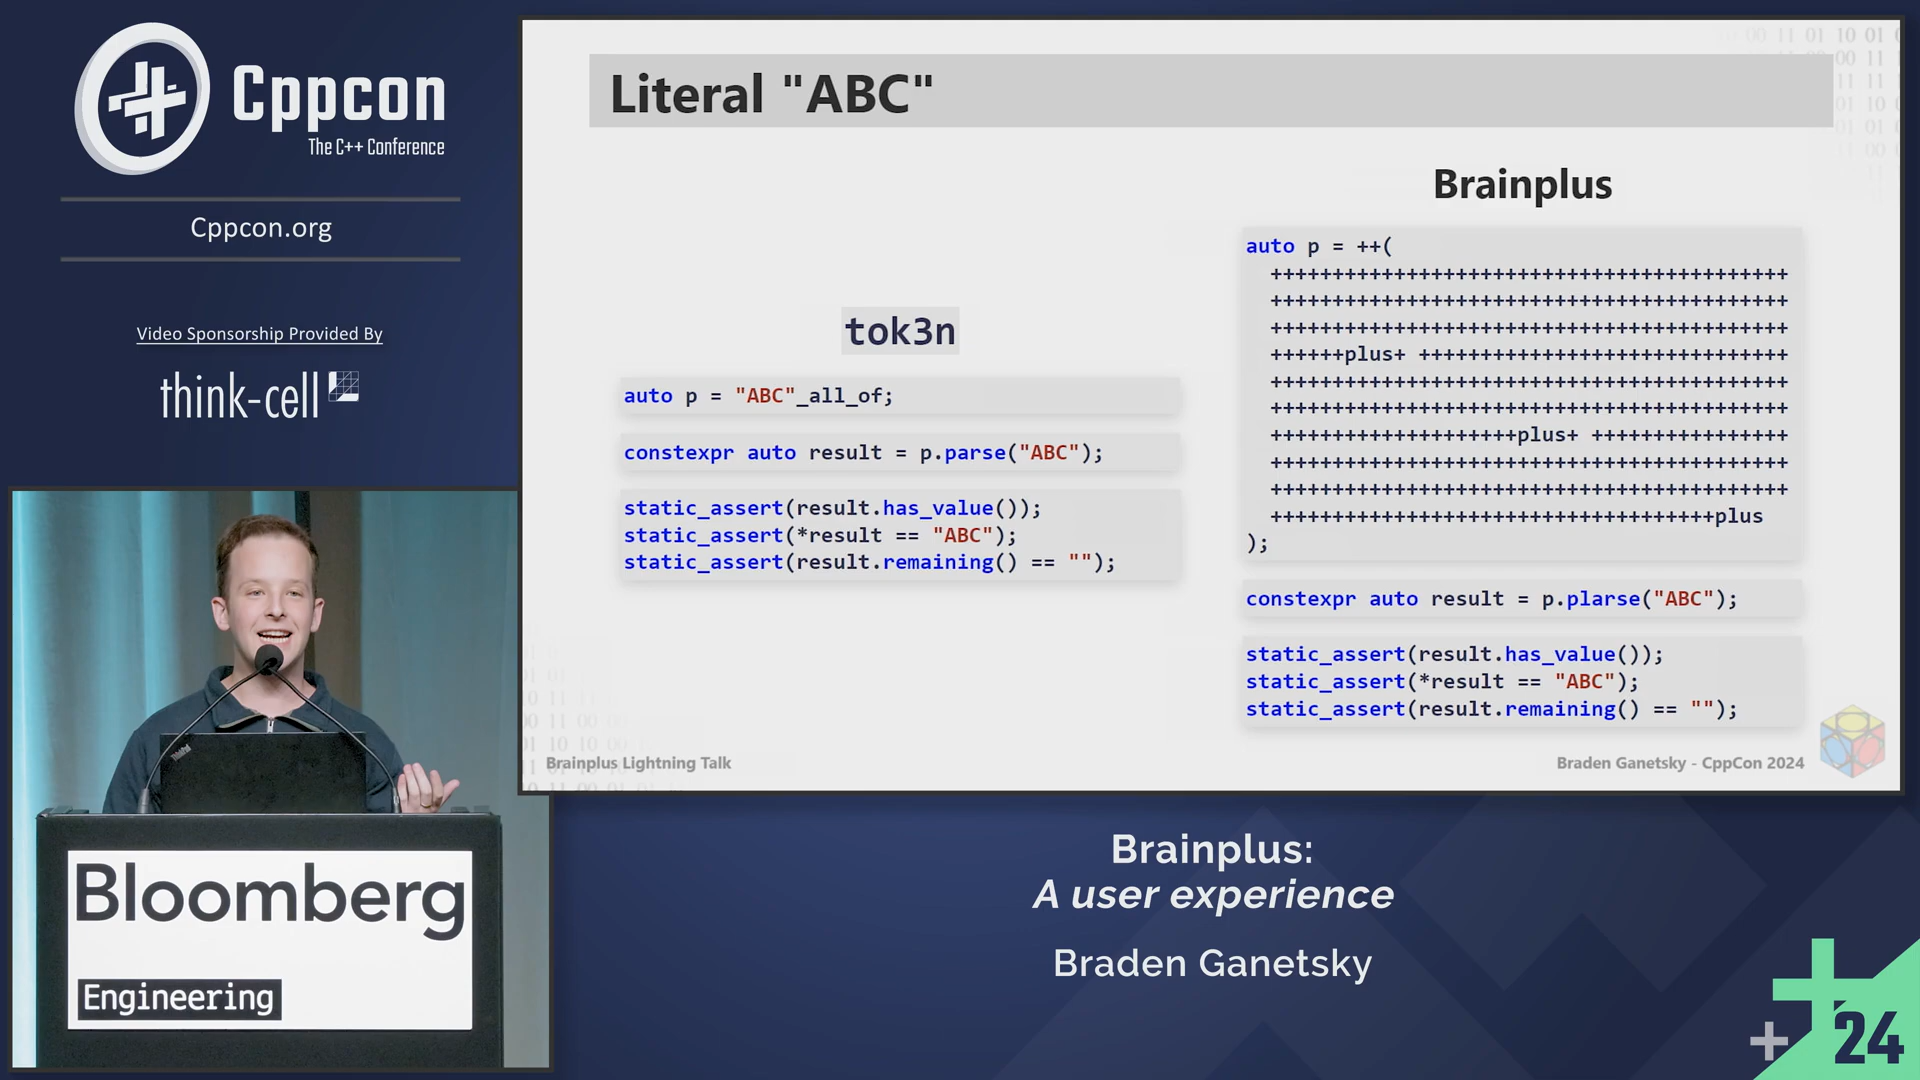 Cppcon
The C++ Conference
Cppcon.org
Video Sponsorship Provided By
think-cell
Literal "ABC"
tok3n
auto p = "ABC"_all_of;
constexpr auto result = p.parse("ABC");
static_assert(result.has_value());
static_assert(*result == "ABC");
static_assert(result.remaining() == "");
Brainplus
auto p = ++(
++++++++++++++++++++++++++++++++++++++++++
++++++++++++++++++++++++++++++++++++++++++
++++++++++++++++++++++++++++++++++++++++++
++++++plus+ ++++++++++++++++++++++++++++++
++++++++++++++++++++++++++++++++++++++++++
++++++++++++++++++++++++++++++++++++++++++
++++++++++++++++++++plus+ ++++++++++++++++
++++++++++++++++++++++++++++++++++++++++++
++++++++++++++++++++++++++++++++++++++++++
++++++++++++++++++++++++++++++++++++plus
);
constexpr auto result = p.plarse("ABC");
static_assert(result.has_value());
static_assert(*result == "ABC");
static_assert(result.remaining() == "");
Brainplus Lightning Talk
Braden Ganetsky - CppCon 2024
ThinkPad
Bloomberg
Engineering
Brainplus:
A user experience
Braden Ganetsky
24